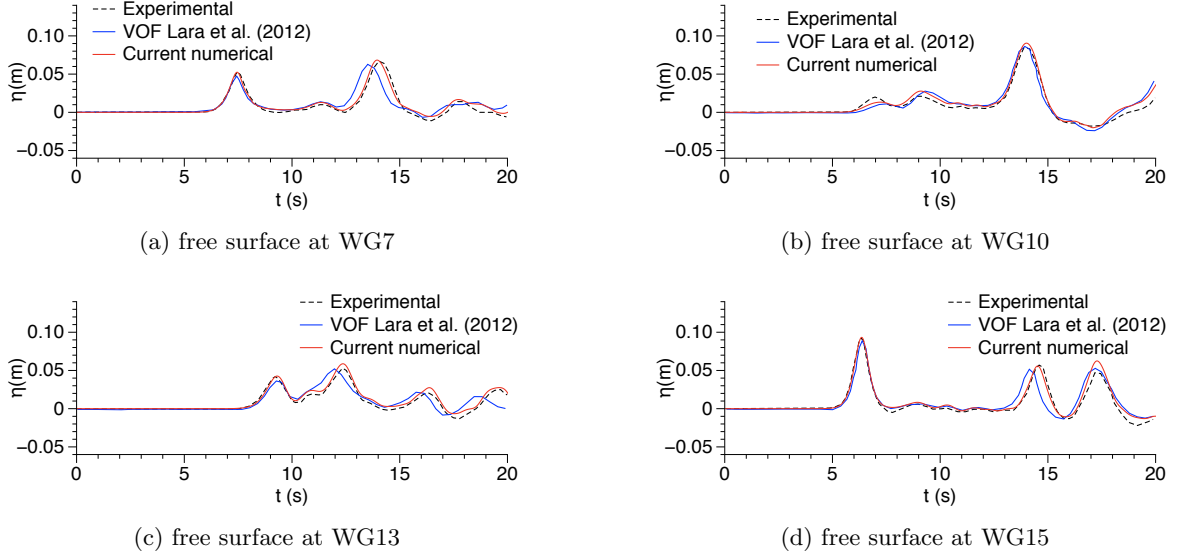 Experimental
VOF Lara et al. (2012)
Current numerical
0.10
0.05
0
−0.05
η(m)
0 5 10 15 20
t (s)
(a) free surface at WG7
Experimental
VOF Lara et al. (2012)
Current numerical
0.10
0.05
0
−0.05
η(m)
0 5 10 15 20
t (s)
(b) free surface at WG10
Experimental
VOF Lara et al. (2012)
Current numerical
0.10
0.05
0
−0.05
η(m)
0 5 10 15 20
t (s)
(c) free surface at WG13
Experimental
VOF Lara et al. (2012)
Current numerical
0.10
0.05
0
−0.05
η(m)
0 5 10 15 20
t (s)
(d) free surface at WG15